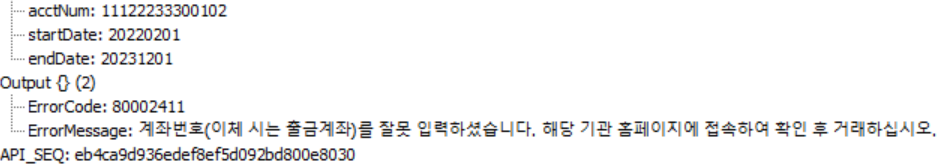 acctNum: 11122233300102
startDate: 20220201
endDate: 20231201
Output {} (2)
ErrorCode: 80002411
ErrorMessage: 계좌번호(이체 시는 출금계좌)를 잘못 입력하셨습니다. 해당 기관 홈페이지에 접속하여 확인 후 거래하십시오.
API_SEQ: eb4ca9d936edef8ef5d092bd800e8030